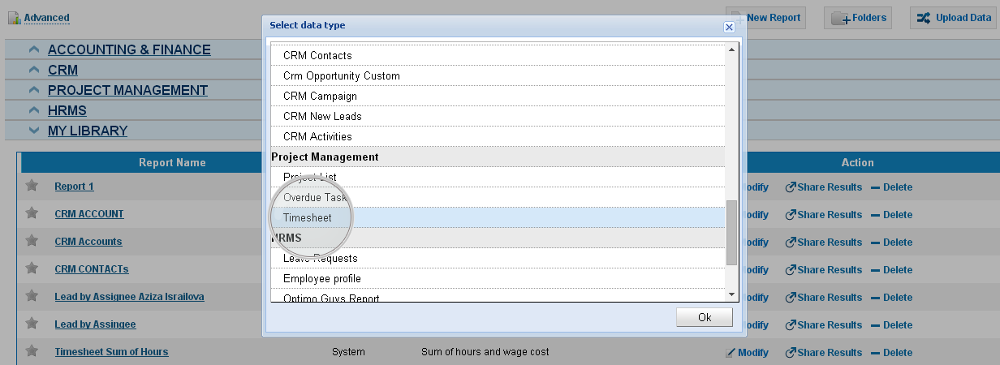 Advanced
New Report
Folders
Upload Data
Select data type
ACCOUNTING & FINANCE
CRM
PROJECT MANAGEMENT
HRMS
MY LIBRARY
CRM Contacts
Crm Opportunity Custom
CRM Campaign
CRM New Leads
CRM Activities
Project Management
Project List
Overdue Task
Timesheet
HRMS
Leave Requests
Employee profile
Optimo Guys Report
Ok
Report Name Action
Report 1 Modify Share Results Delete
CRM ACCOUNT Modify Share Results Delete
CRM Accounts Modify Share Results Delete
CRM CONTACTs Modify Share Results Delete
Lead by Assignee Aziza Israilova Modify Share Results Delete
Lead by Assingee Modify Share Results Delete
Timesheet Sum of Hours System Sum of hours and wage cost Modify Share Results Delete